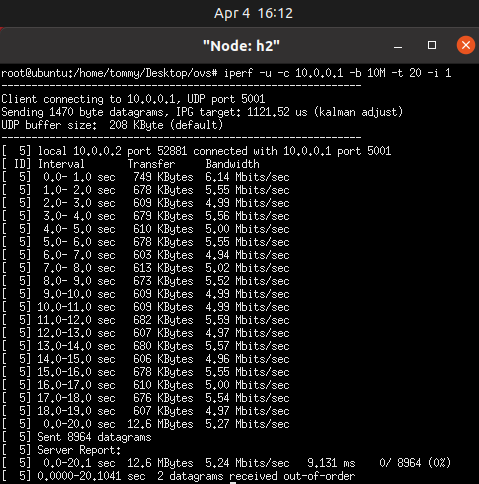 Apr 4 16:12
"Node: h2"
root@ubuntu:/home/tommy/Desktop/ovs# iperf -u -c 10.0.0.1 -b 10M -t 20 -i 1
------------------------------------------------------------
Client connecting to 10.0.0.1, UDP port 5001
Sending 1470 byte datagrams, IPG target: 1121.52 us (kalman adjust)
UDP buffer size:  208 KByte (default)
------------------------------------------------------------
[  5] local 10.0.0.2 port 52881 connected with 10.0.0.1 port 5001
[ ID] Interval       Transfer     Bandwidth
[  5]  0.0- 1.0 sec   749 KBytes  6.14 Mbits/sec
[  5]  1.0- 2.0 sec   678 KBytes  5.55 Mbits/sec
[  5]  2.0- 3.0 sec   609 KBytes  4.99 Mbits/sec
[  5]  3.0- 4.0 sec   679 KBytes  5.56 Mbits/sec
[  5]  4.0- 5.0 sec   610 KBytes  5.00 Mbits/sec
[  5]  5.0- 6.0 sec   678 KBytes  5.55 Mbits/sec
[  5]  6.0- 7.0 sec   603 KBytes  4.94 Mbits/sec
[  5]  7.0- 8.0 sec   613 KBytes  5.02 Mbits/sec
[  5]  8.0- 9.0 sec   673 KBytes  5.52 Mbits/sec
[  5]  9.0-10.0 sec   609 KBytes  4.99 Mbits/sec
[  5] 10.0-11.0 sec   609 KBytes  4.99 Mbits/sec
[  5] 11.0-12.0 sec   682 KBytes  5.59 Mbits/sec
[  5] 12.0-13.0 sec   607 KBytes  4.97 Mbits/sec
[  5] 13.0-14.0 sec   680 KBytes  5.57 Mbits/sec
[  5] 14.0-15.0 sec   606 KBytes  4.96 Mbits/sec
[  5] 15.0-16.0 sec   678 KBytes  5.55 Mbits/sec
[  5] 16.0-17.0 sec   610 KBytes  5.00 Mbits/sec
[  5] 17.0-18.0 sec   676 KBytes  5.54 Mbits/sec
[  5] 18.0-19.0 sec   607 KBytes  4.97 Mbits/sec
[  5]  0.0-20.0 sec  12.6 MBytes  5.27 Mbits/sec
[  5] Sent 8964 datagrams
[  5] Server Report:
[  5]  0.0-20.1 sec  12.6 MBytes  5.24 Mbits/sec   9.131 ms    0/ 8964 (0%)
[  5] 0.0000-20.1041 sec  2 datagrams received out-of-order